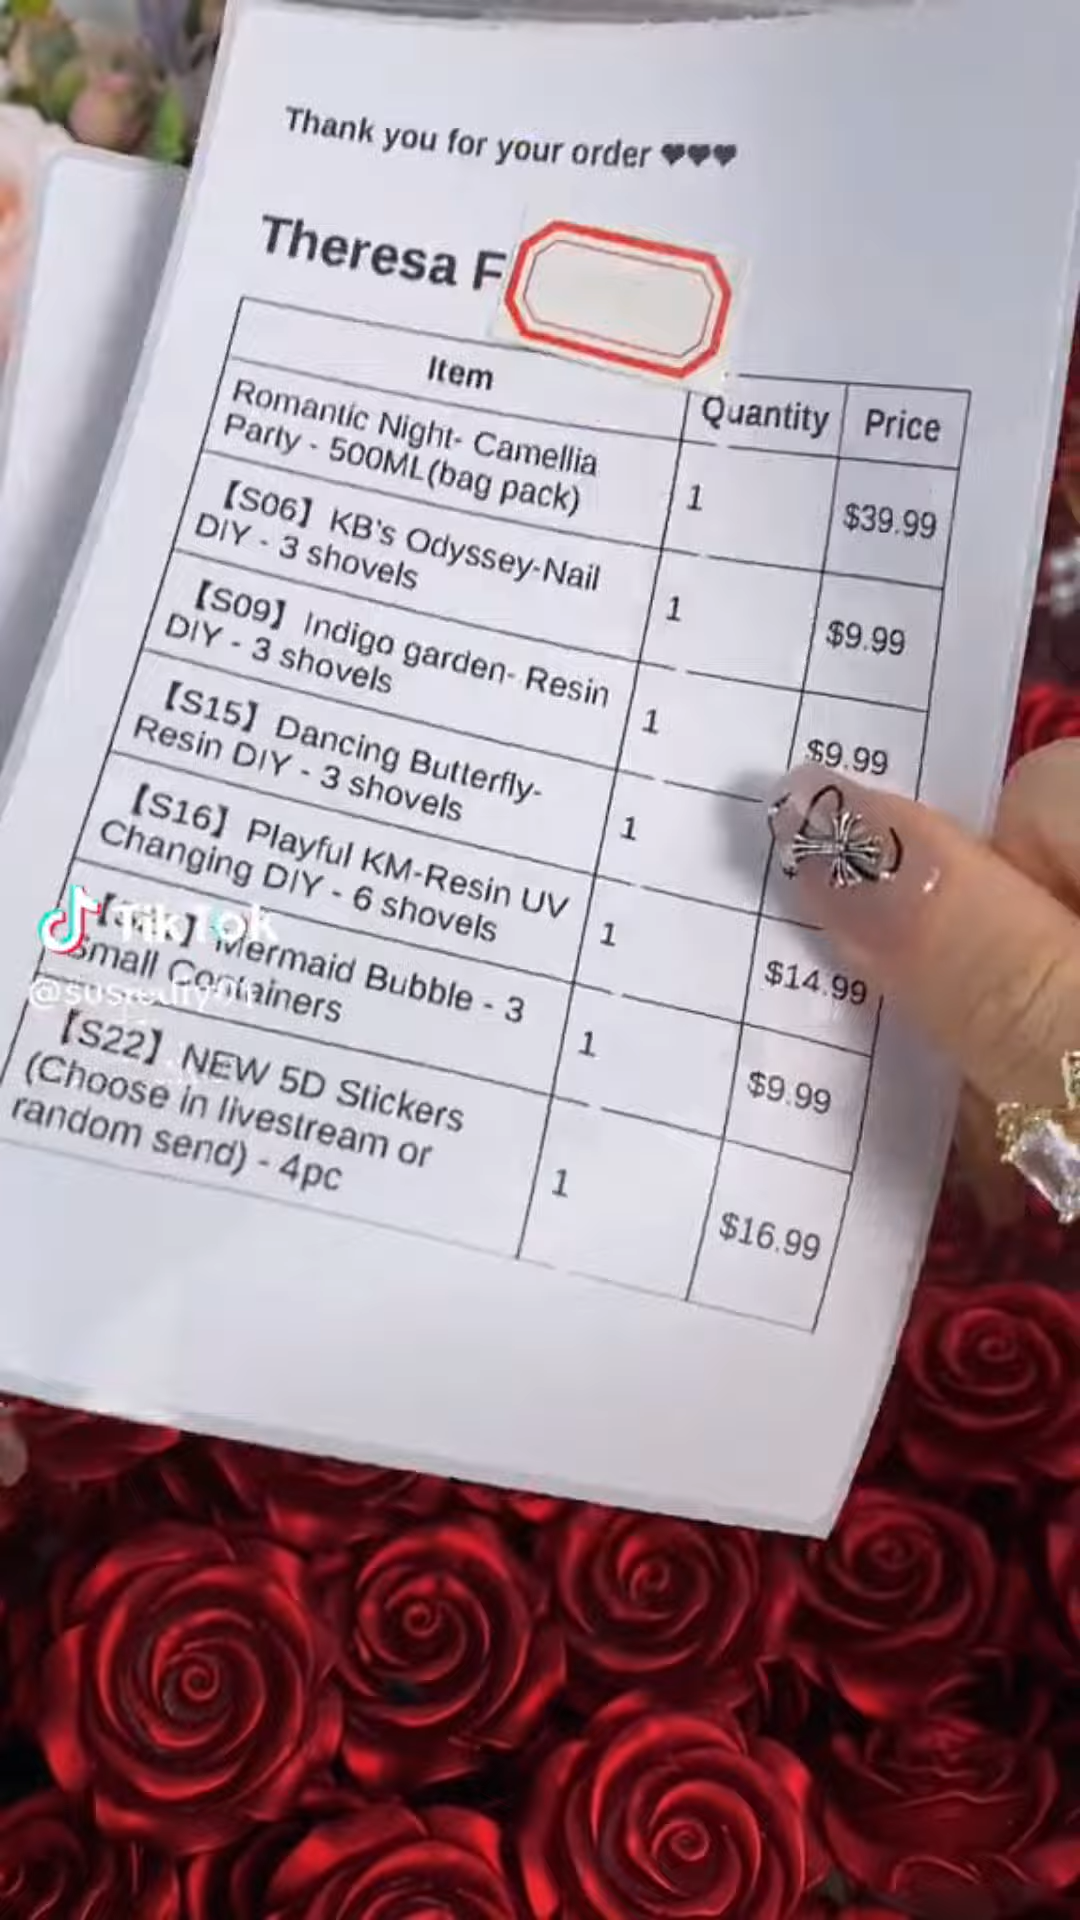 Thank you for your order ♥♥♥
Theresa F
Item Quantity Price
Romantic Night- Camellia
Party - 500ML(bag pack) 1 $39.99
【S06】KB's Odyssey-Nail
DIY - 3 shovels 1 $9.99
【S09】Indigo garden- Resin
DIY - 3 shovels 1 $9.99
【S15】Dancing Butterfly-
Resin DIY - 3 shovels 1
【S16】Playful KM-Resin UV
Changing DIY - 6 shovels 1 $14.99
Mermaid Bubble - 3
Small Containers 1 $9.99
【S22】NEW 5D Stickers
(Choose in livestream or
random send) - 4pc 1 $16.99
TikTok